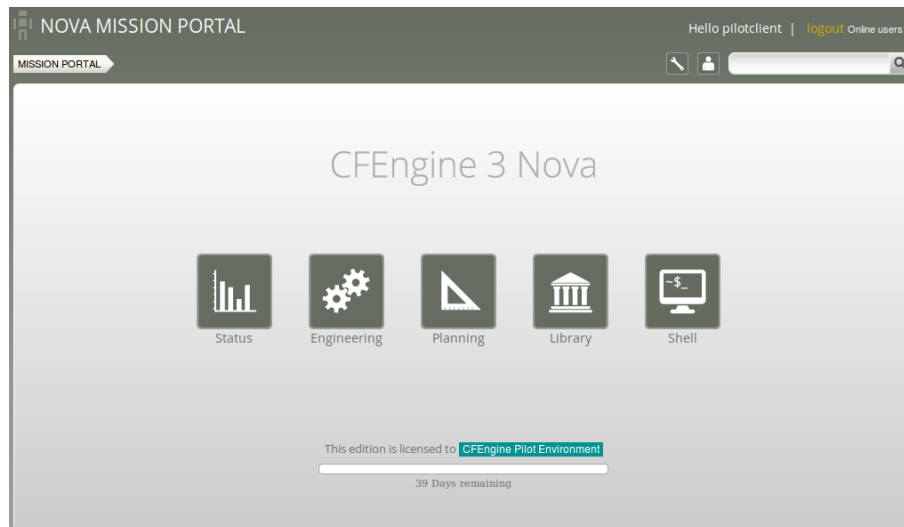 NOVA MISSION PORTAL
Hello pilotclient | logout Online users:
MISSION PORTAL
CFEngine 3 Nova
~$_
Status Engineering Planning Library Shell
This edition is licensed to CFEngine Pilot Environment
39 Days remaining